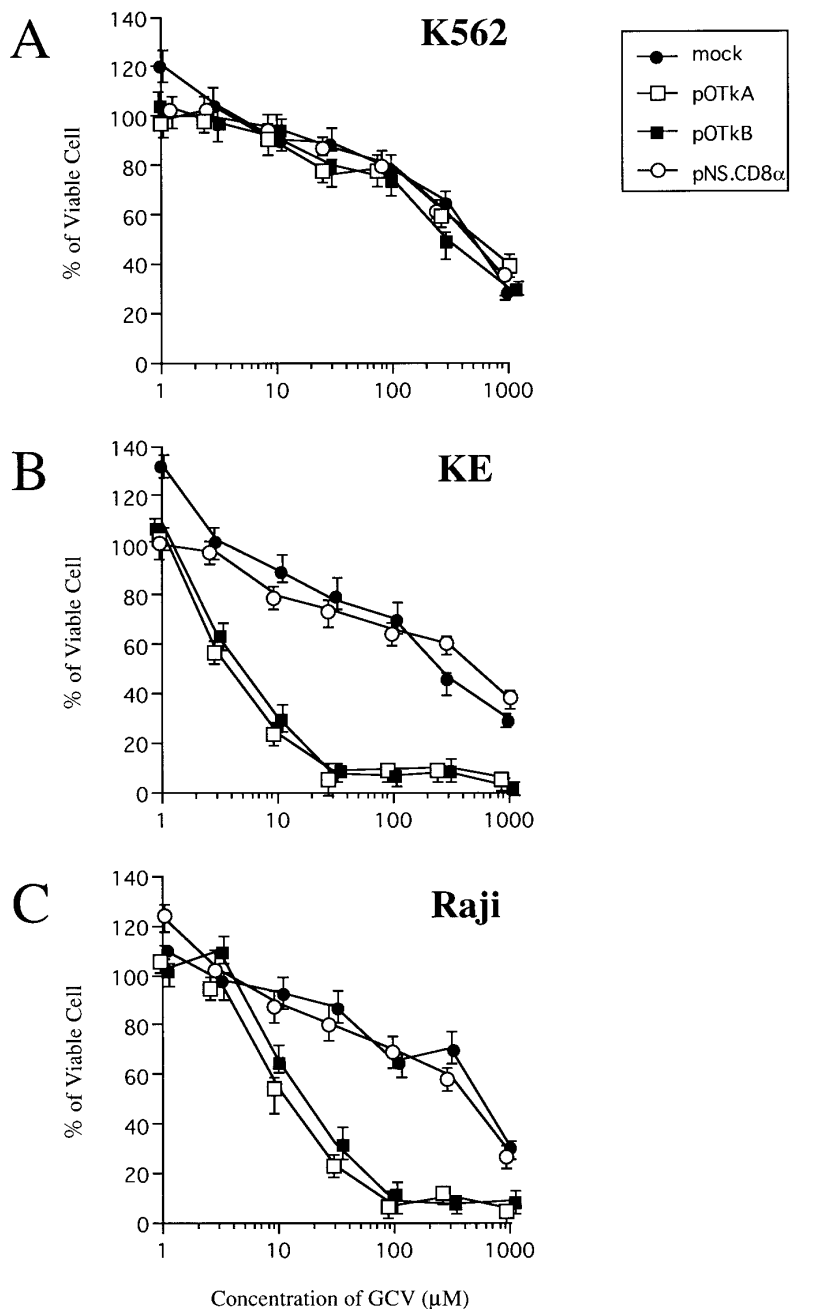 A
K562
mock
pOTkA
pOTkB
pNS.CD8α
140
120
100
80
60
40
20
0
% of Viable Cell
1
10
100
1000
B
KE
140
120
100
80
60
40
20
0
% of Viable Cell
1
10
100
1000
C
Raji
140
120
100
80
60
40
20
0
% of Viable Cell
1
10
100
1000
Concentration of GCV (µM)